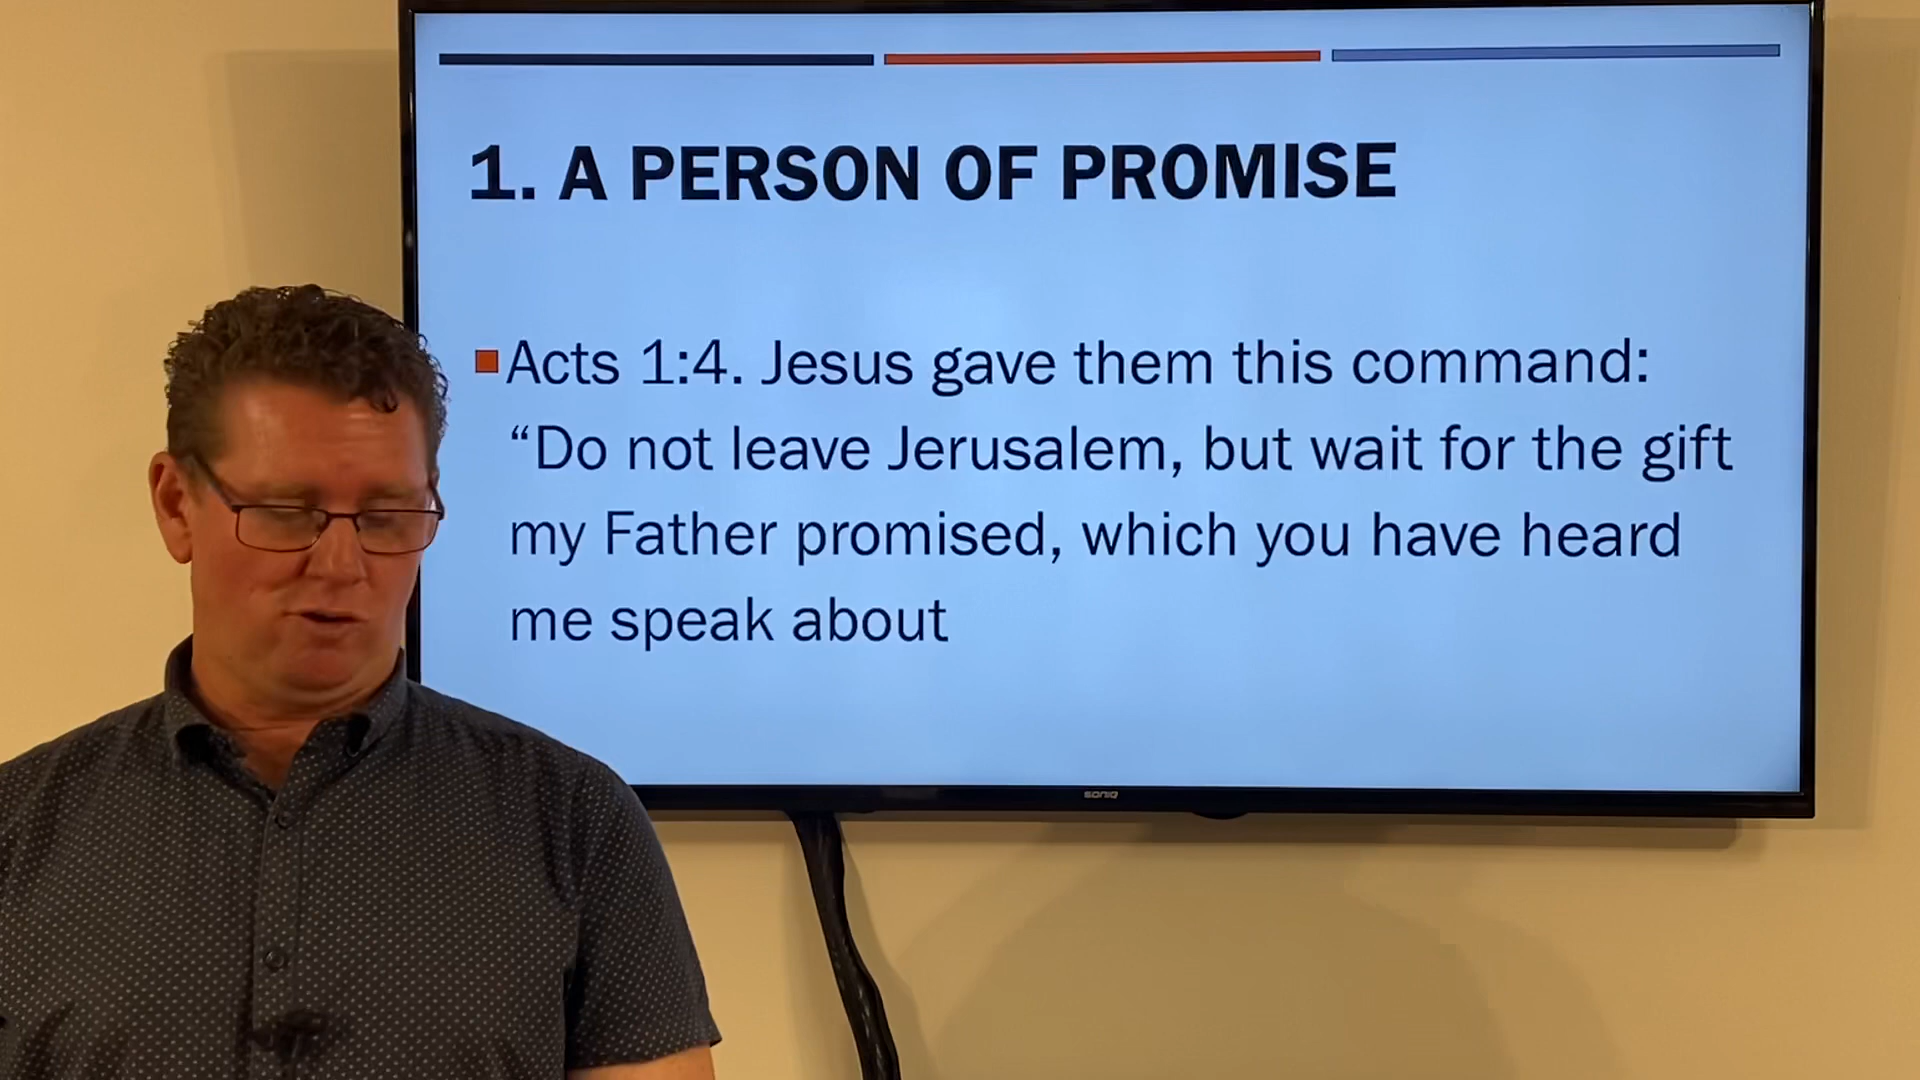 1. A PERSON OF PROMISE
Acts 1:4. Jesus gave them this command:
“Do not leave Jerusalem, but wait for the gift
my Father promised, which you have heard
me speak about
SONIQ